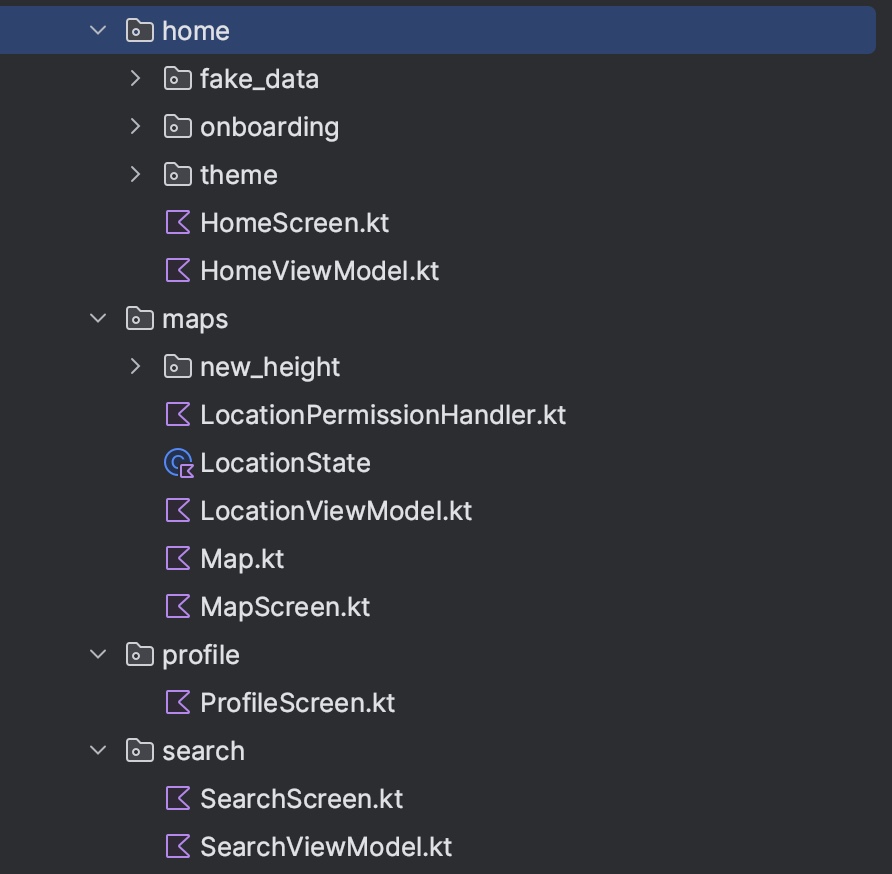 home
fake_data
onboarding
theme
HomeScreen.kt
HomeViewModel.kt
maps
new_height
LocationPermissionHandler.kt
LocationState
LocationViewModel.kt
Map.kt
MapScreen.kt
profile
ProfileScreen.kt
search
SearchScreen.kt
SearchViewModel.kt